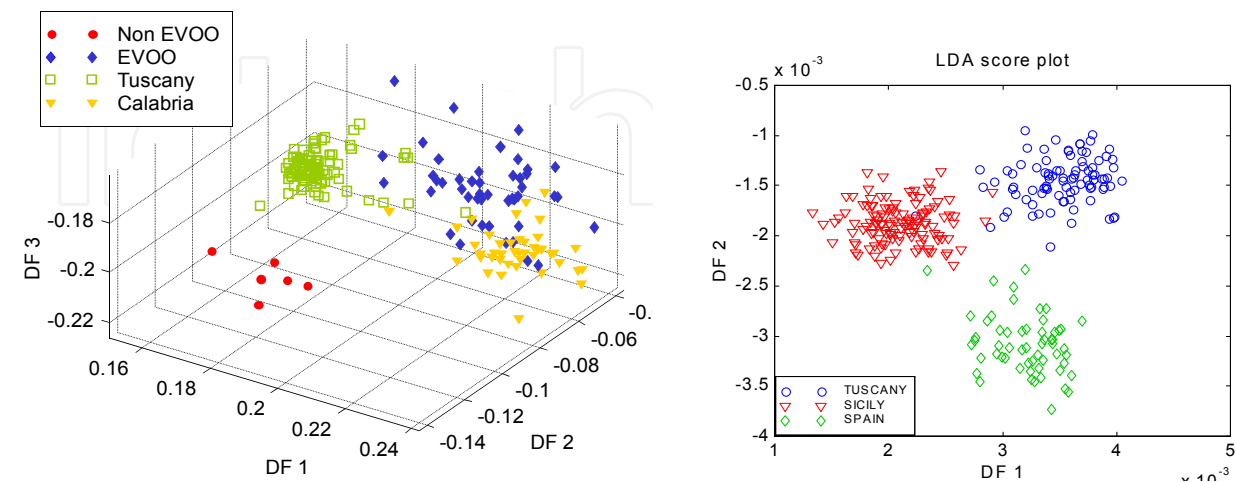 Non EVOO
EVOO
Tuscany
Calabria
-0.18
-0.2
-0.22
DF 3
0.16
0.18
0.2
0.22
0.24
DF 1
-0.14
-0.12
-0.1
-0.08
-0.06
-0.
DF 2
LDA score plot
x 10⁻³
-0.5
-1
-1.5
-2
-2.5
-3
-3.5
-4
DF 2
TUSCANY
SICILY
SPAIN
1 2 3 4 5
DF 1
x 10⁻³